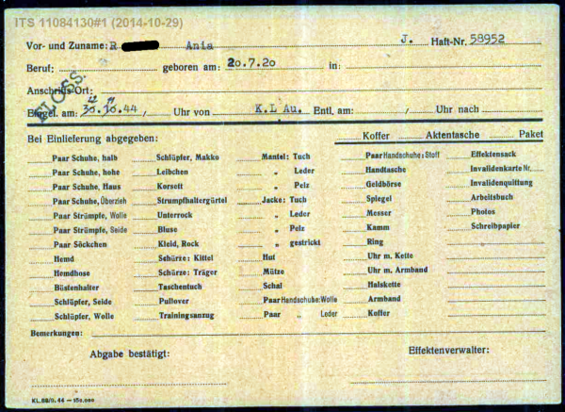 ITS 11084130#1 (2014-10-29)
Vor- und Zuname: R Ania J. Haft-Nr. 58952
Beruf: geboren am: 20.7.20 in:
Anschrift Ort:
FLOSS.
Eingel. am: 30.10.44, Uhr von K.L Au. Entl. am: / Uhr nach
Bei Einlieferung abgegeben: Koffer Aktentasche Paket
Paar Schuhe, halb Schlüpfer, Makko Mantel: Tuch Paar Handschuhe: Stoff Effektensack
Paar Schuhe, hohe Leibchen „ Leder Handtasche Invalidenkarte Nr.
Paar Schuhe, Haus Korsett „ Pelz Geldbörse Invalidenquittung
Paar Schuhe, Überzieh Strumpfhaltergürtel Jacke: Tuch Spiegel Arbeitsbuch
Paar Strümpfe, Wolle Unterrock „ Leder Messer Photos
Paar Strümpfe, Seide Bluse „ Pelz Kamm Schreibpapier
Paar Söckchen Kleid, Rock „ gestrickt Ring
Hemd Schürze: Kittel Hut Uhr m. Kette
Hemdhose Schürze: Träger Mütze Uhr m. Armband
Büstenhalter Taschentuch Schal Halskette
Schlüpfer, Seide Pullover Paar Handschuhe: Wolle Armband
Schlüpfer, Wolle Trainingsanzug Paar „ Leder Koffer
Bemerkungen:
Abgabe bestätigt: Effektenverwalter: